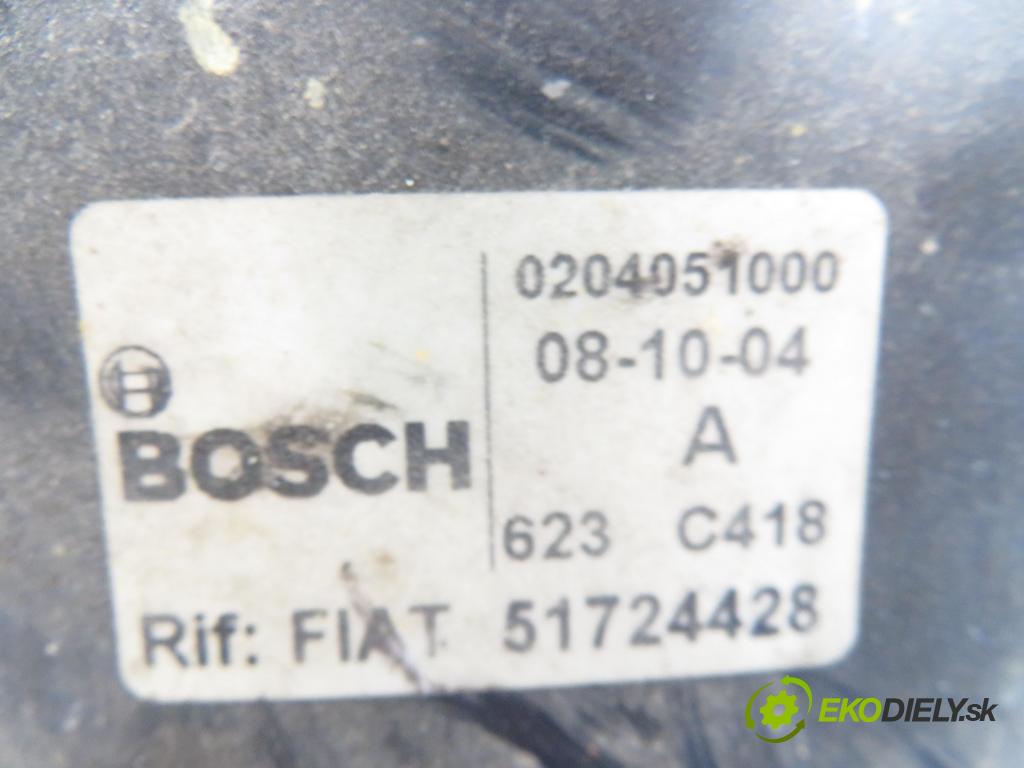 0204051000
08-10-04
A
BOSCH
623 C418
Rif: FIAT 51724428
EKODIELY.sk